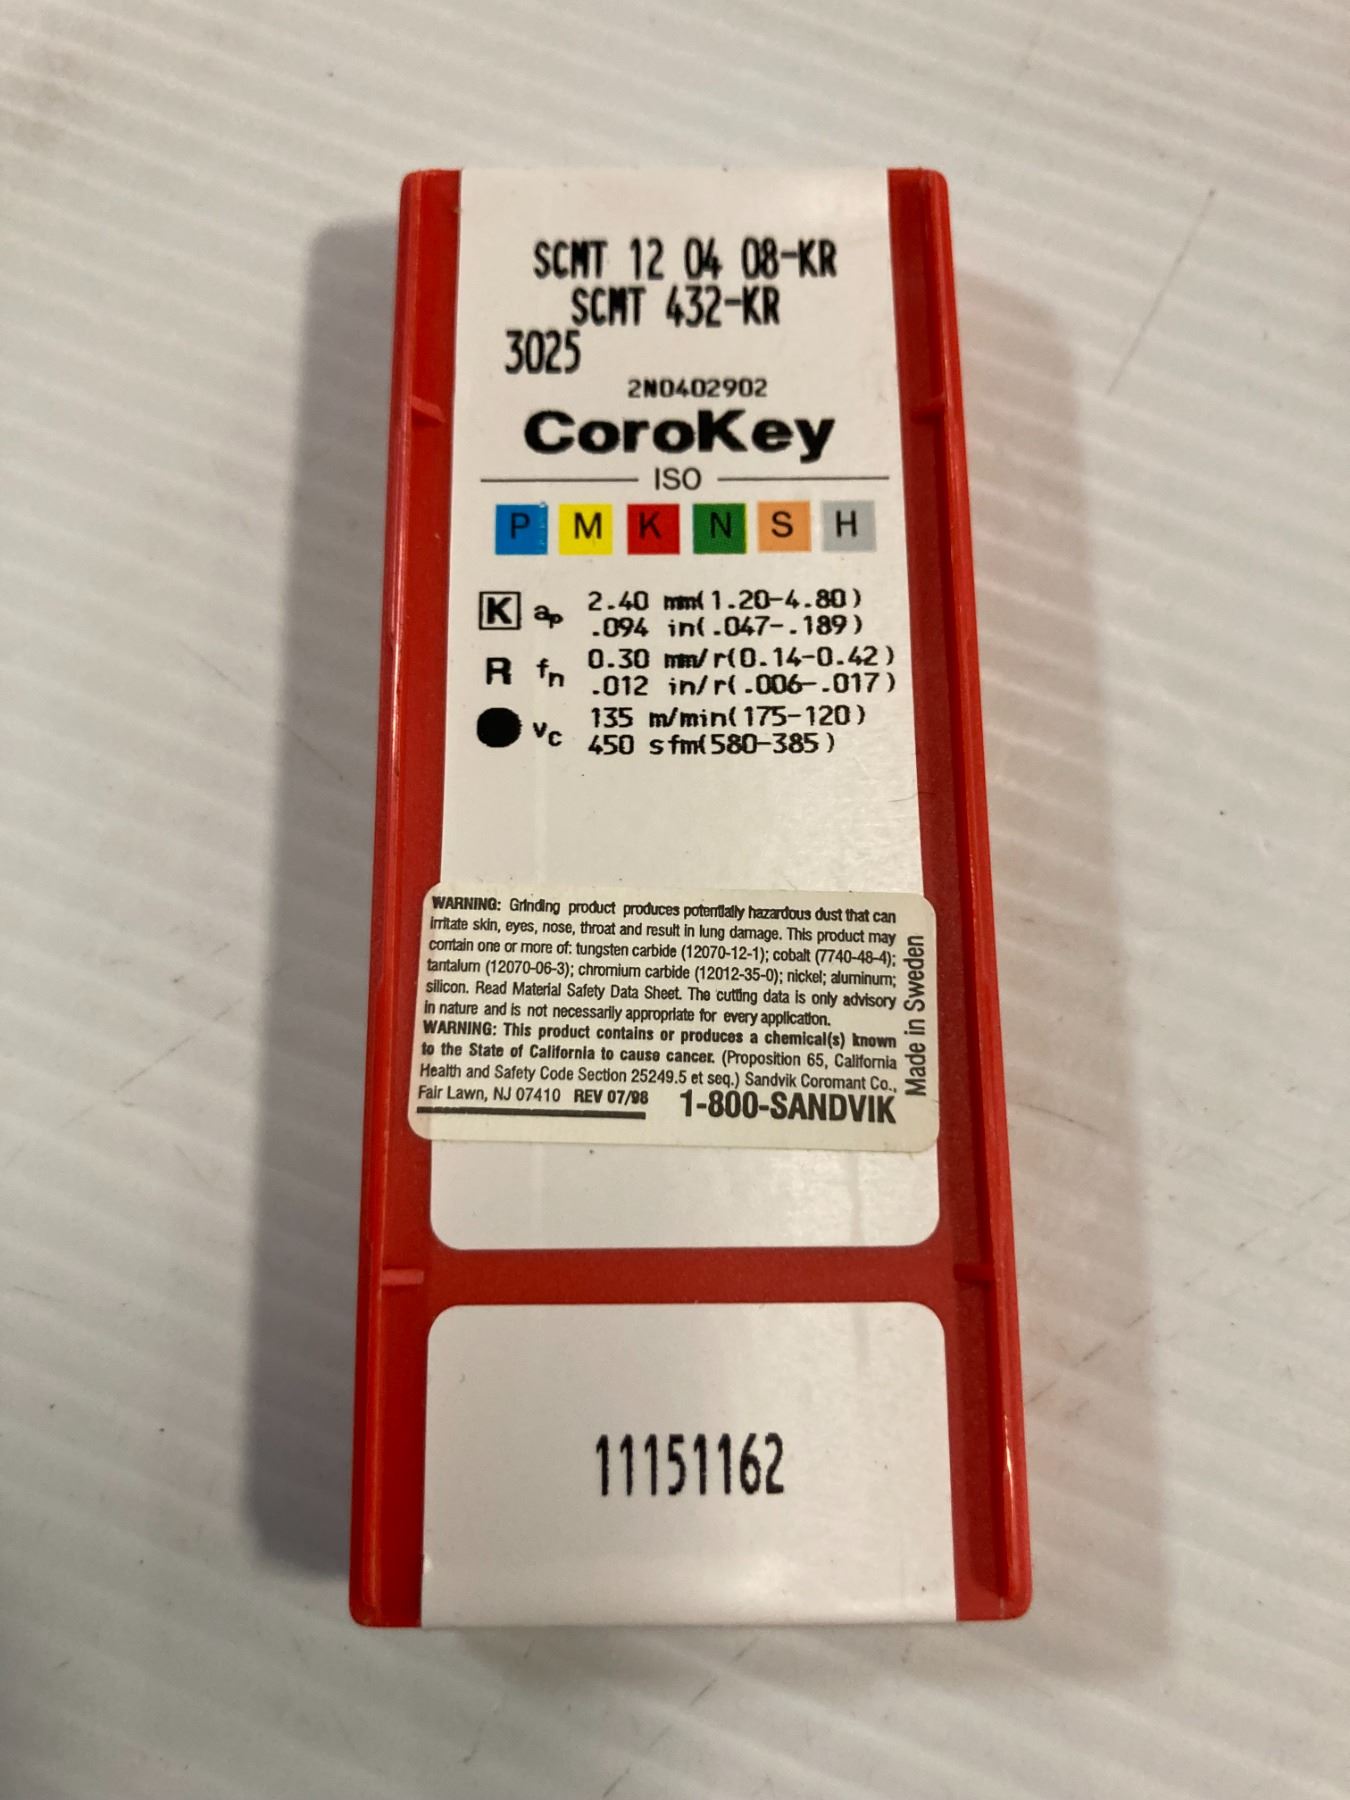 SCMT 12 04 08-KR
SCMT 432-KR
3025
2N0402902
CoroKey
ISO
P M K N S H
K ap 2.40 mm(1.20-4.80)
.094 in(.047-.189)
R fn 0.30 mm/r(0.14-0.42)
.012 in/r(.006-.017)
vc 135 m/min(175-120)
450 sfm(580-385)
WARNING: Grinding product produces potentially hazardous dust that can
irritate skin, eyes, nose, throat and result in lung damage. This product may
contain one or more of: tungsten carbide (12070-12-1); cobalt (7740-48-4);
tantalum (12070-06-3); chromium carbide (12012-35-0); nickel; aluminum;
silicon. Read Material Safety Data Sheet. The cutting data is only advisory
in nature and is not necessarily appropriate for every application.
WARNING: This product contains or produces a chemical(s) known
to the State of California to cause cancer. (Proposition 65, California
Health and Safety Code Section 25249.5 et seq.) Sandvik Coromant Co.,
Fair Lawn, NJ 07410 REV 07/98 1-800-SANDVIK
Made in Sweden
11151162